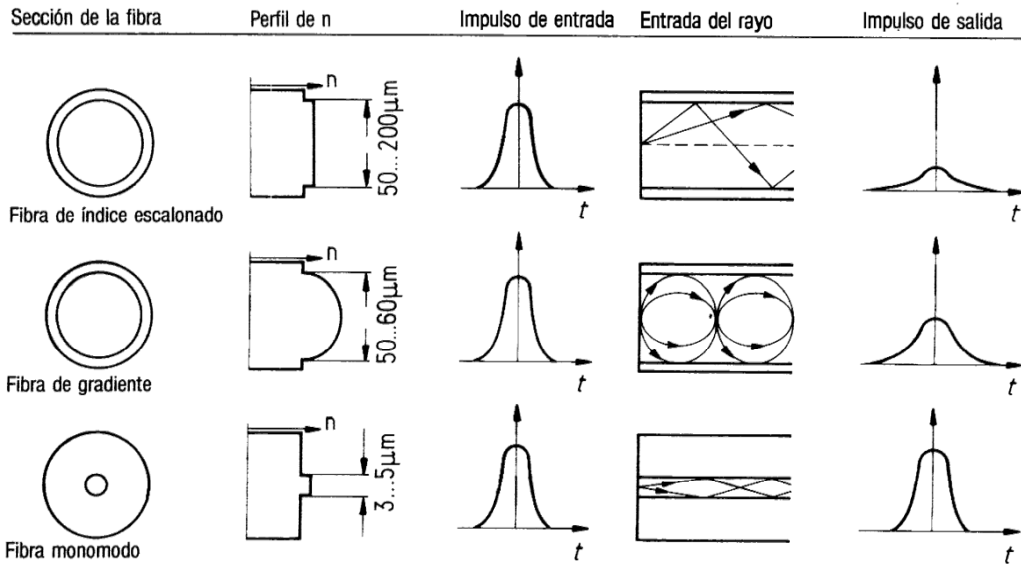 Sección de la fibra Perfil de n Impulso de entrada Entrada del rayo Impulso de salida
n
50...200μm
t
t
Fibra de índice escalonado
n
50...60μm
t
t
Fibra de gradiente
n
3...5μm
t
t
Fibra monomodo